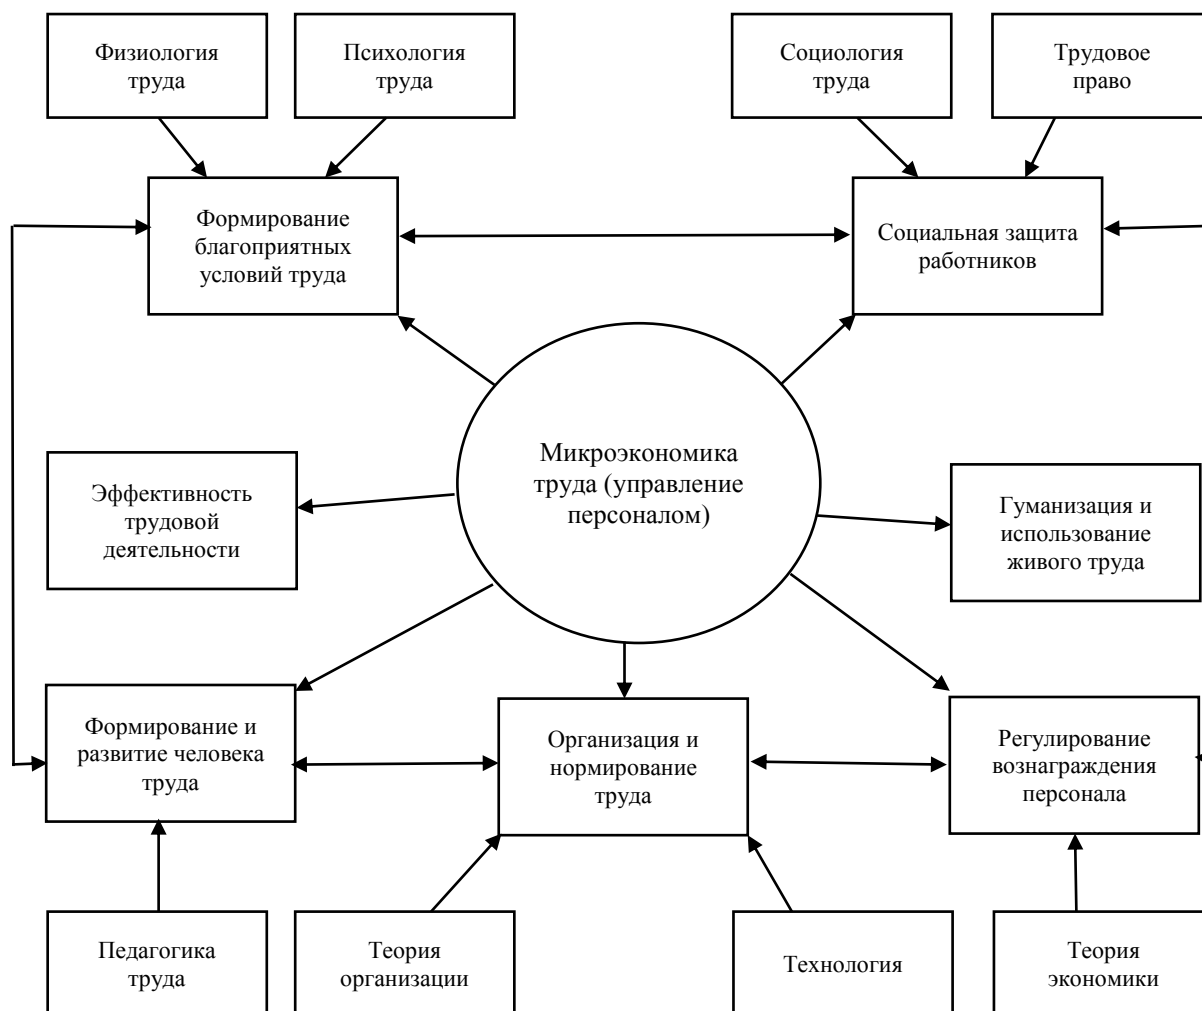 Физиология
труда
Психология
труда
Социология
труда
Трудовое
право
Формирование
благоприятных
условий труда
Социальная защита
работников
Микроэкономика
труда (управление
персоналом)
Эффективность
трудовой
деятельности
Гуманизация и
использование
живого труда
Формирование и
развитие человека
труда
Организация и
нормирование
труда
Регулирование
вознаграждения
персонала
Педагогика
труда
Теория
организации
Технология
Теория
экономики